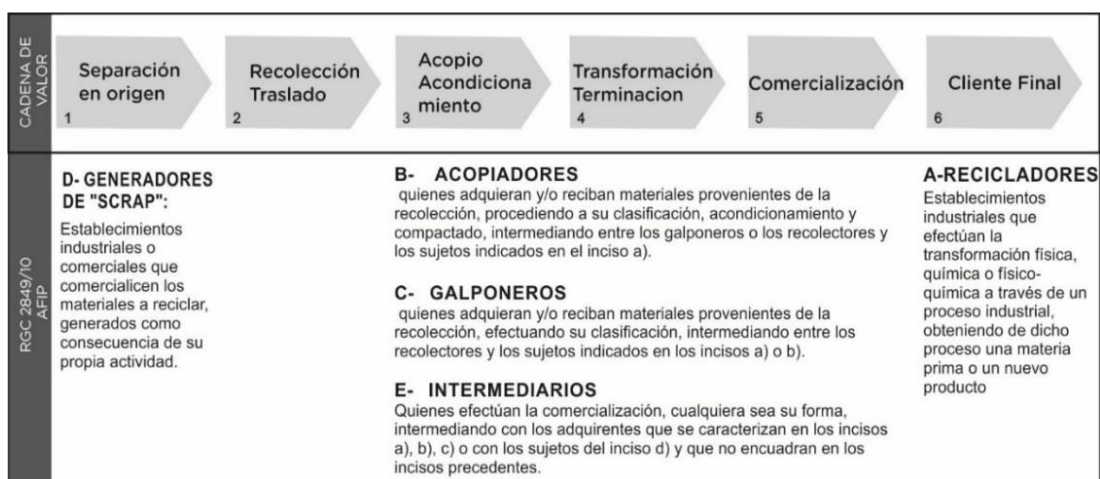 CADENA DE
VALOR
Separación
en origen
1
Recolección
Traslado
2
Acopio
Acondiciona
miento
3
Transformación
Terminacion
4
Comercialización
5
Cliente Final
6
RGC 2849/10
AFIP
D- GENERADORES
DE "SCRAP":
Establecimientos
industriales o
comerciales que
comercialicen los
materiales a reciclar,
generados como
consecuencia de su
propia actividad.
B- ACOPIADORES
quienes adquieran y/o reciban materiales provenientes de la
recolección, procediendo a su clasificación, acondicionamiento y
compactado, intermediando entre los galponeros o los recolectores y
los sujetos indicados en el inciso a).
C- GALPONEROS
quienes adquieran y/o reciban materiales provenientes de la
recolección, efectuando su clasificación, intermediando entre los
recolectores y los sujetos indicados en los incisos a) o b).
E- INTERMEDIARIOS
Quienes efectúan la comercialización, cualquiera sea su forma,
intermediando con los adquirentes que se caracterizan en los incisos
a), b), c) o con los sujetos del inciso d) y que no encuadran en los
incisos precedentes.
A-RECICLADORES
Establecimientos
industriales que
efectúan la
transformación física,
química o físico-
química a través de un
proceso industrial,
obteniendo de dicho
proceso una materia
prima o un nuevo
producto